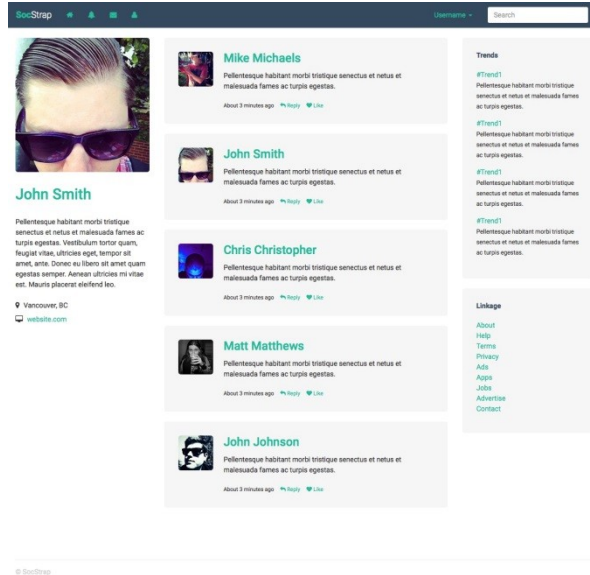 SocStrap
Username
Search
John Smith
Pellentesque habitant morbi tristique
senectus et netus et malesuada fames ac
turpis egestas. Vestibulum tortor quam,
feugiat vitae, ultricies eget, tempor sit
amet, ante. Donec eu libero sit amet quam
egestas semper. Aenean ultricies mi vitae
est. Mauris placerat eleifend leo.
Vancouver, BC
website.com
Mike Michaels
Pellentesque habitant morbi tristique senectus et netus et
malesuada fames ac turpis egestas.
About 3 minutes ago Reply Like
John Smith
Pellentesque habitant morbi tristique senectus et netus et
malesuada fames ac turpis egestas.
About 3 minutes ago Reply Like
Chris Christopher
Pellentesque habitant morbi tristique senectus et netus et
malesuada fames ac turpis egestas.
About 3 minutes ago Reply Like
Matt Matthews
Pellentesque habitant morbi tristique senectus et netus et
malesuada fames ac turpis egestas.
About 3 minutes ago Reply Like
John Johnson
Pellentesque habitant morbi tristique senectus et netus et
malesuada fames ac turpis egestas.
About 3 minutes ago Reply Like
Trends
#Trend1
Pellentesque habitant morbi tristique
senectus et netus et malesuada fames
ac turpis egestas.
#Trend1
Pellentesque habitant morbi tristique
senectus et netus et malesuada fames
ac turpis egestas.
#Trend1
Pellentesque habitant morbi tristique
senectus et netus et malesuada fames
ac turpis egestas.
#Trend1
Pellentesque habitant morbi tristique
senectus et netus et malesuada fames
ac turpis egestas.
Linkage
About
Help
Terms
Privacy
Ads
Apps
Jobs
Advertise
Contact
© SocStrap